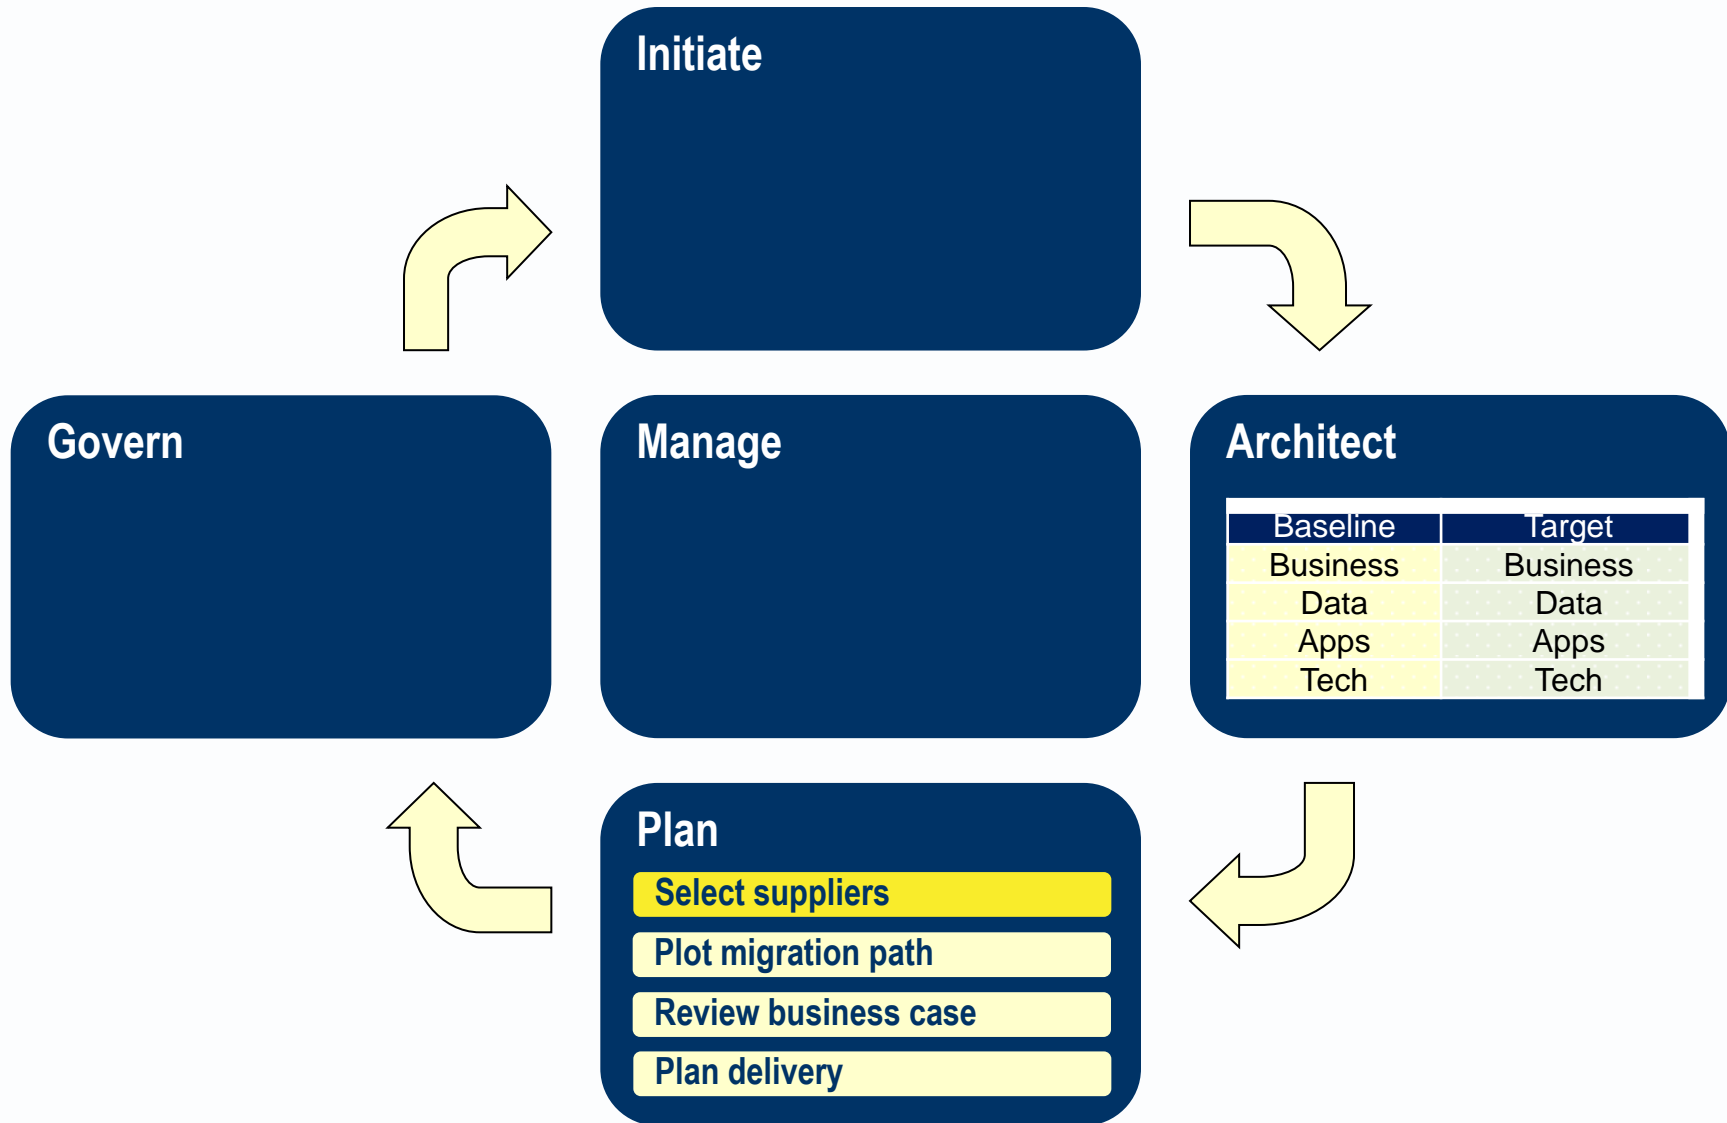 Initiate
Govern
Manage
Architect
Baseline Target
Business Business
Data Data
Apps Apps
Tech Tech
Plan
Select suppliers
Plot migration path
Review business case
Plan delivery